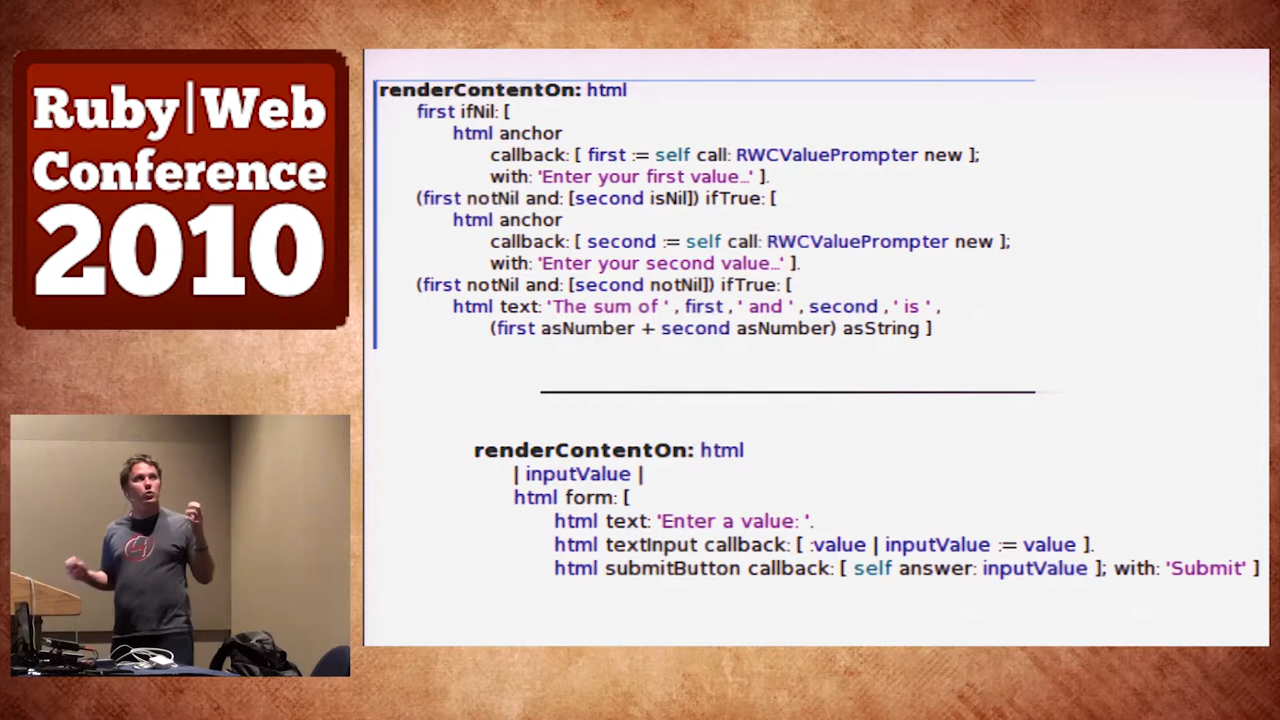 Ruby|Web
Conference
2010
renderContentOn: html
first ifNil: [
html anchor
callback: [ first := self call: RWCValuePrompter new ];
with: 'Enter your first value...' ].
(first notNil and: [second isNil]) ifTrue: [
html anchor
callback: [ second := self call: RWCValuePrompter new ];
with: 'Enter your second value...' ].
(first notNil and: [second notNil]) ifTrue: [
html text: 'The sum of ' , first , ' and ' , second , ' is ' ,
(first asNumber + second asNumber) asString ]
renderContentOn: html
| inputValue |
html form: [
html text: 'Enter a value: '.
html textInput callback: [ :value | inputValue := value ].
html submitButton callback: [ self answer: inputValue ]; with: 'Submit' ]